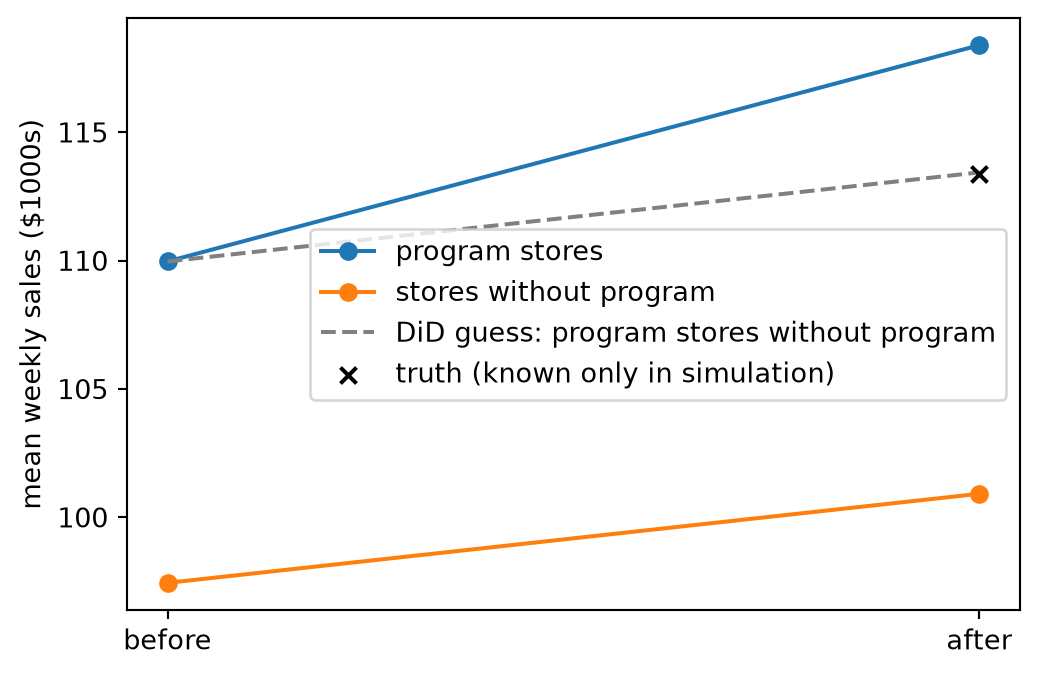 mean weekly sales ($1000s)
115
110
105
100
before
after
program stores
stores without program
DiD guess: program stores without program
truth (known only in simulation)